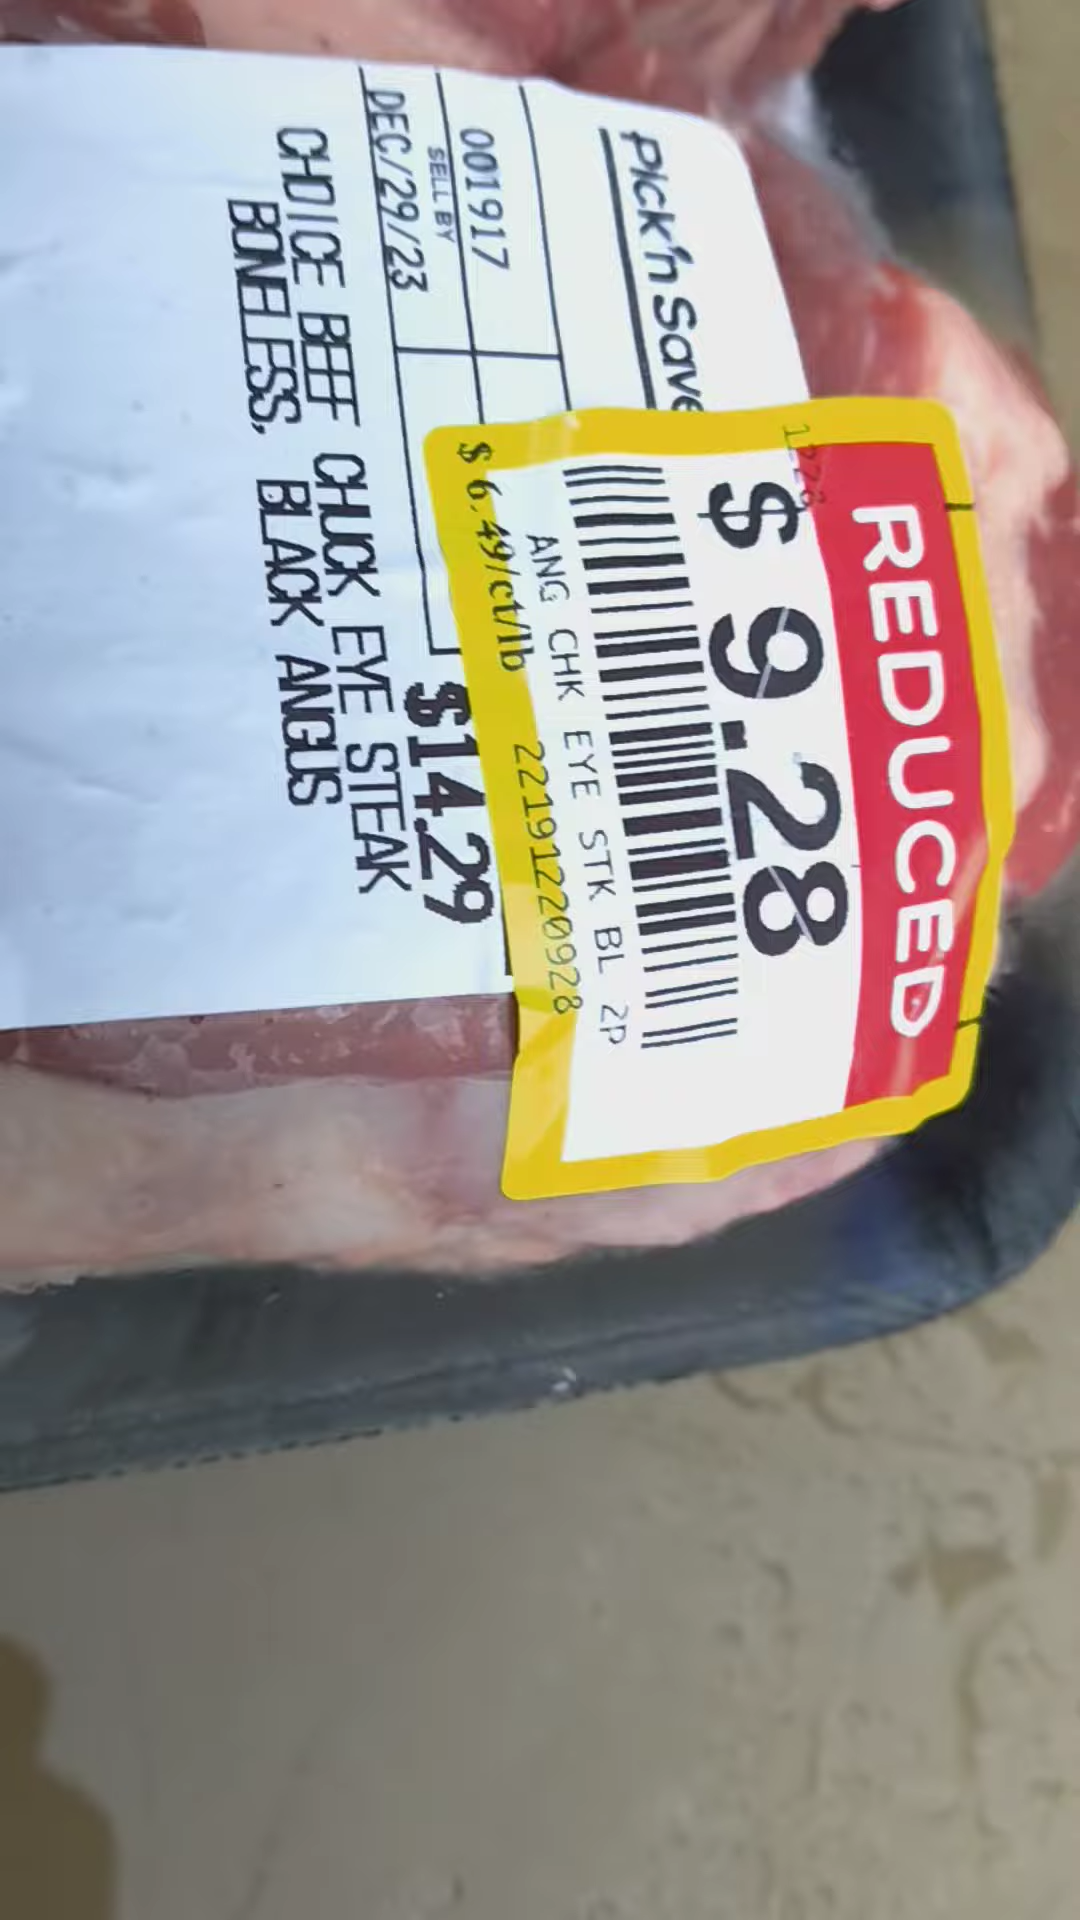 Pick'n Save
001917
SELL BY
DEC/29/23
$14.29
CHOICE BEEF CHUCK EYE STEAK
BONELESS, BLACK ANGUS
REDUCED
1228
$ 9.28
ANG CHK EYE STK BL 2P
$ 6.49/ct/lb 22191220928